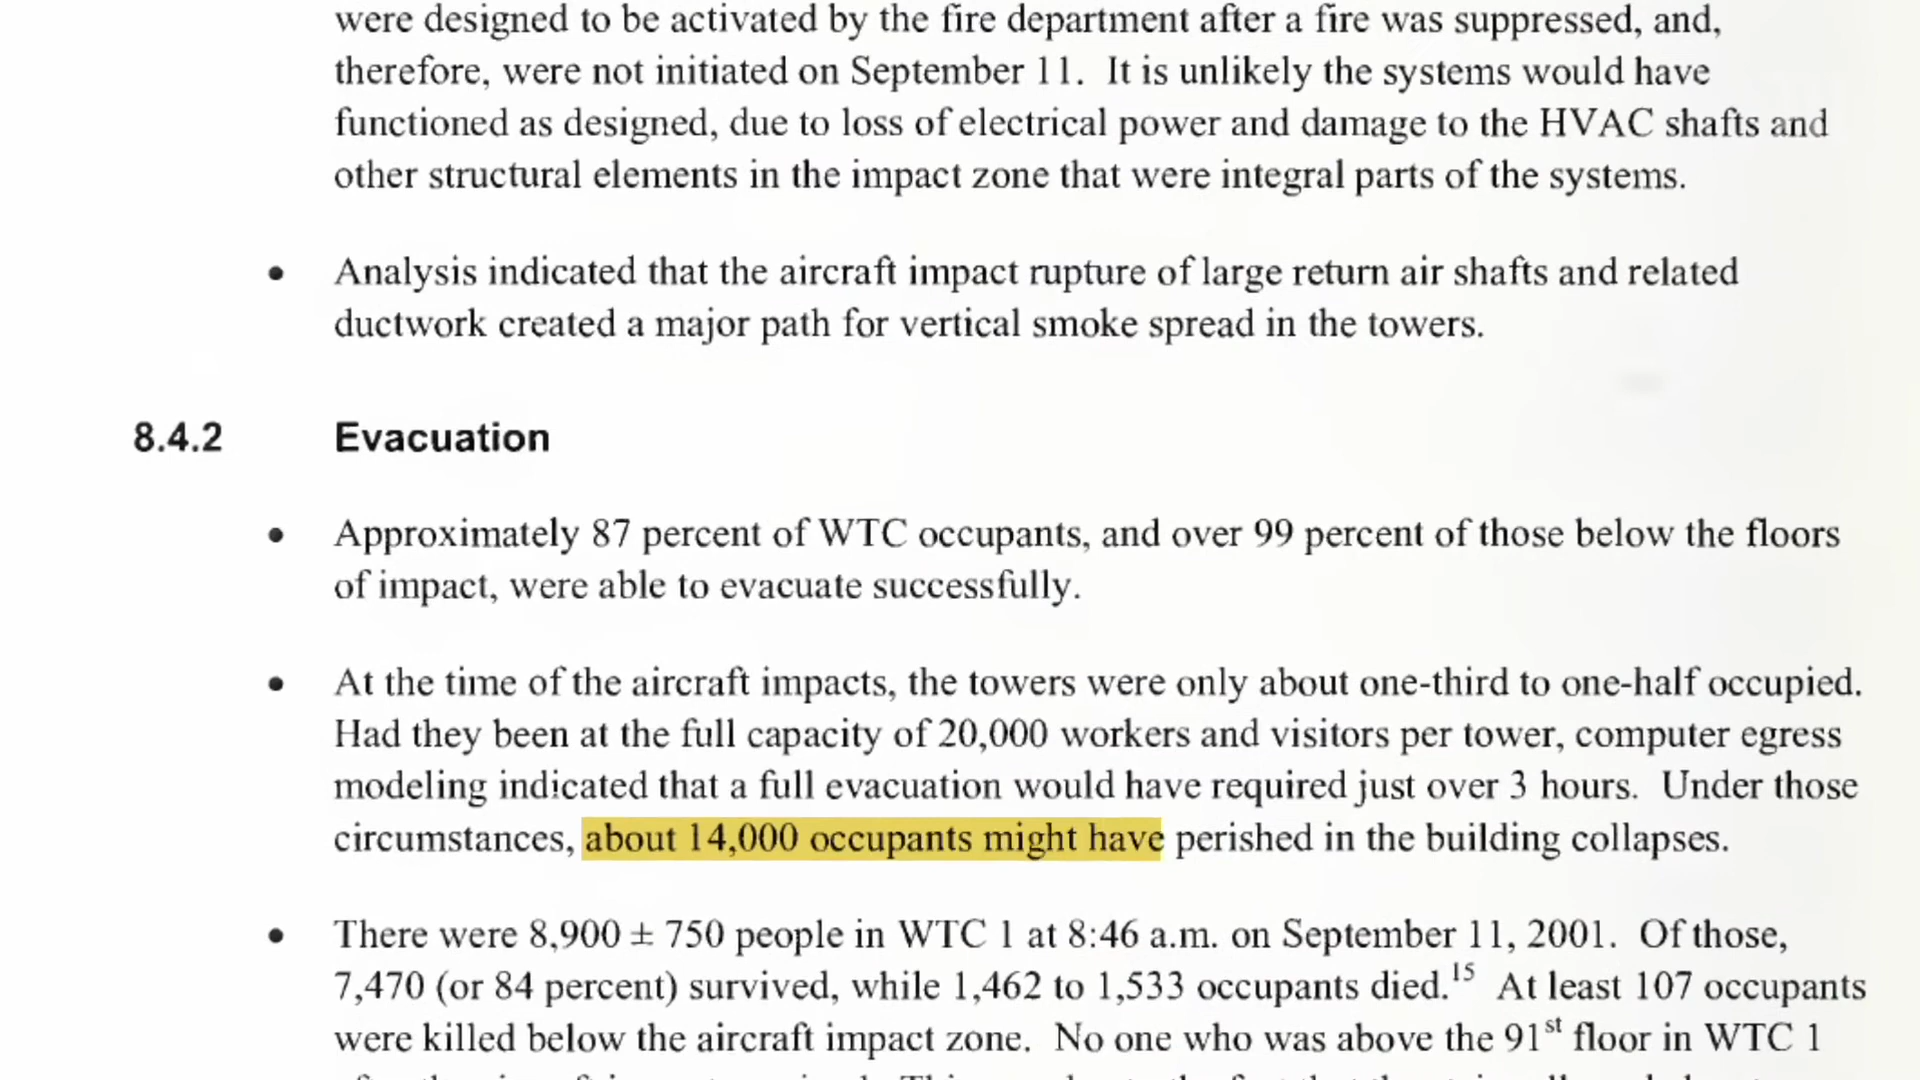 were designed to be activated by the fire department after a fire was suppressed, and,
therefore, were not initiated on September 11. It is unlikely the systems would have
functioned as designed, due to loss of electrical power and damage to the HVAC shafts and
other structural elements in the impact zone that were integral parts of the systems.
• Analysis indicated that the aircraft impact rupture of large return air shafts and related
ductwork created a major path for vertical smoke spread in the towers.
8.4.2 Evacuation
• Approximately 87 percent of WTC occupants, and over 99 percent of those below the floors
of impact, were able to evacuate successfully.
• At the time of the aircraft impacts, the towers were only about one-third to one-half occupied.
Had they been at the full capacity of 20,000 workers and visitors per tower, computer egress
modeling indicated that a full evacuation would have required just over 3 hours. Under those
circumstances, about 14,000 occupants might have perished in the building collapses.
• There were 8,900 ± 750 people in WTC 1 at 8:46 a.m. on September 11, 2001. Of those,
7,470 (or 84 percent) survived, while 1,462 to 1,533 occupants died.15 At least 107 occupants
were killed below the aircraft impact zone. No one who was above the 91st floor in WTC 1